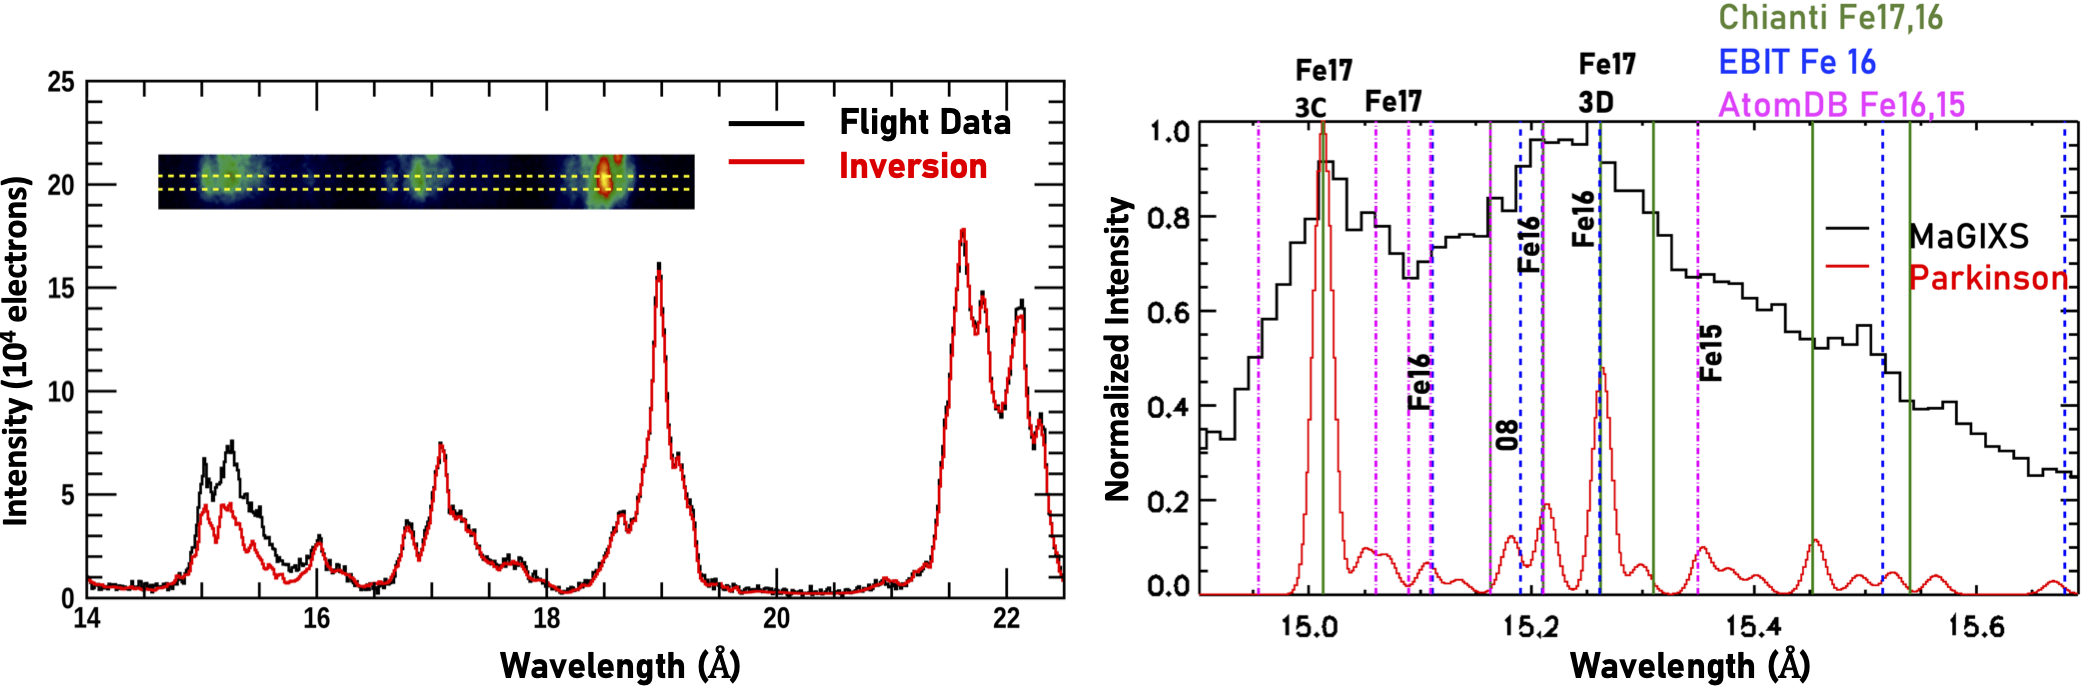 25
20
15
10
5
0
14
16
18
20
22
Intensity (10⁴ electrons)
Wavelength (Å)
Flight Data
Inversion
Chianti Fe17,16
EBIT Fe 16
AtomDB Fe16,15
Fe17
3C
Fe17
Fe17
3D
1.0
0.8
0.6
0.4
0.2
0.0
Normalized Intensity
Fe16
O8
Fe16
Fe16
Fe15
MaGIXS
Parkinson
15.0
15.2
15.4
15.6
Wavelength (Å)